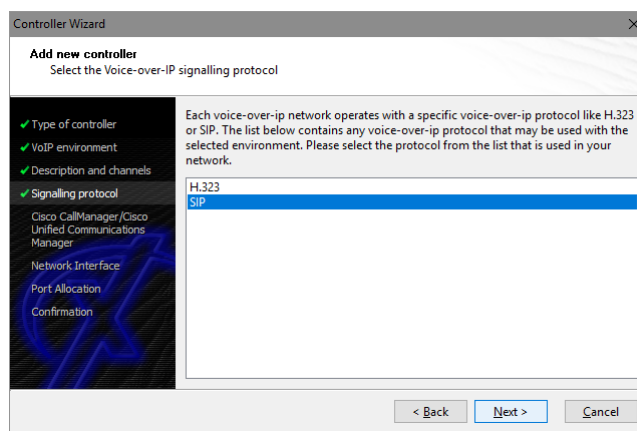 Controller Wizard
Add new controller
Select the Voice-over-IP signalling protocol
✔ Type of controller
✔ VoIP environment
✔ Description and channels
✔ Signalling protocol
Cisco CallManager/Cisco
Unified Communications
Manager
Network Interface
Port Allocation
Confirmation
Each voice-over-ip network operates with a specific voice-over-ip protocol like H.323
or SIP. The list below contains any voice-over-ip protocol that may be used with the
selected environment. Please select the protocol from the list that is used in your
network.
H.323
SIP
< Back
Next >
Cancel